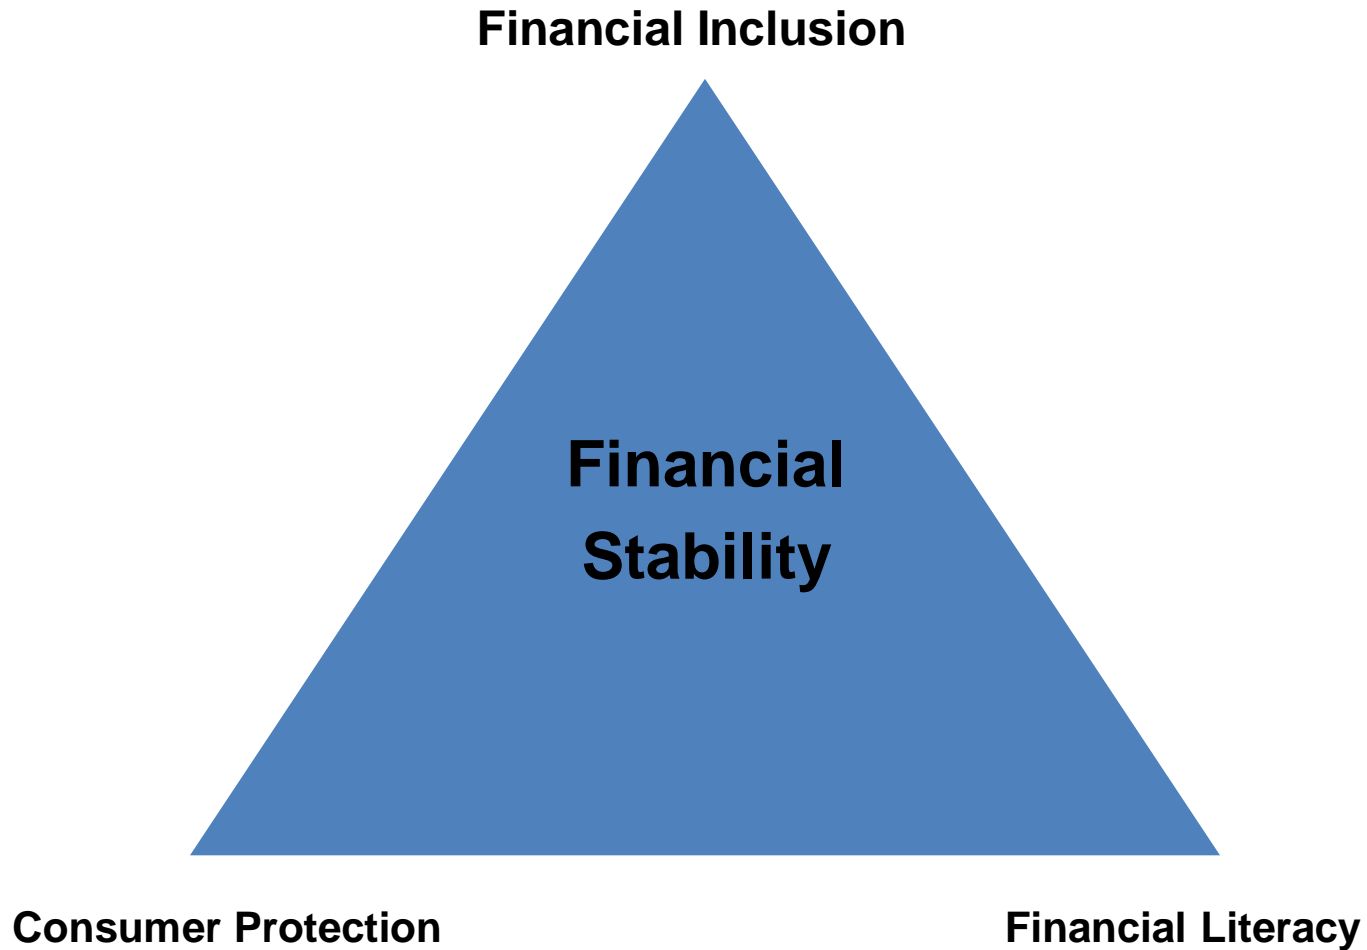 Financial Inclusion
Financial
Stability
Consumer Protection
Financial Literacy